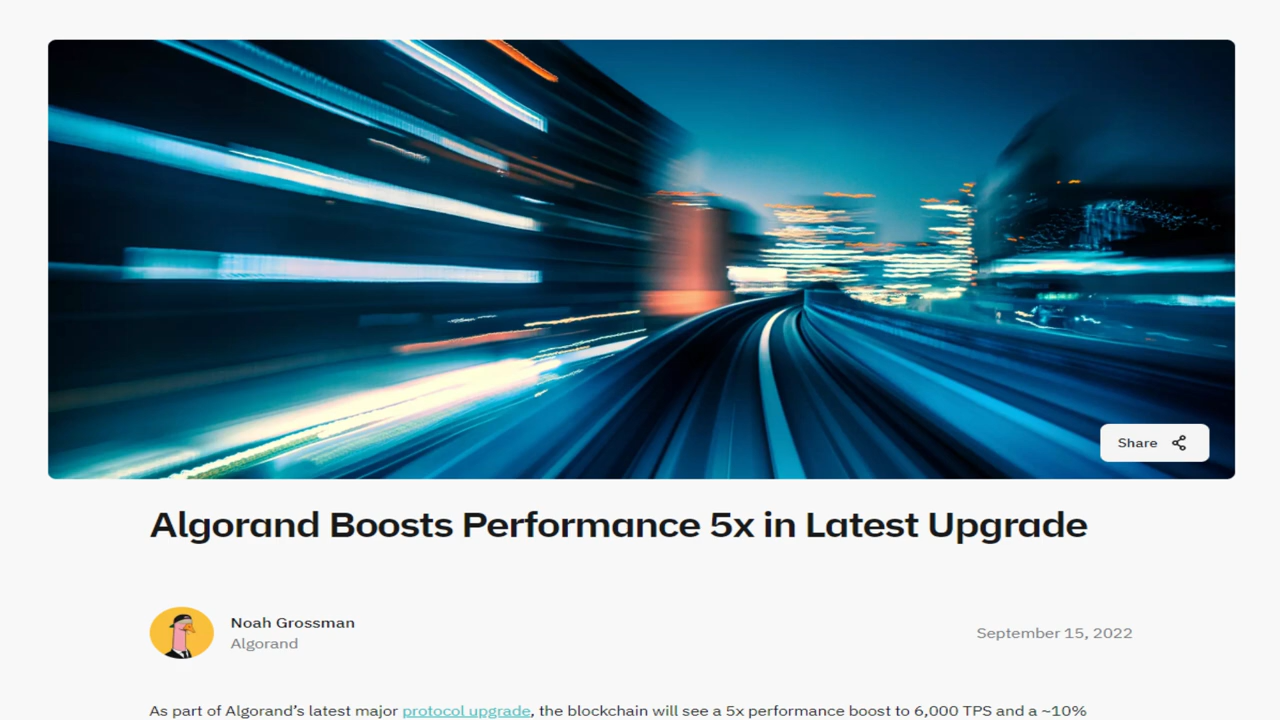 Share
Algorand Boosts Performance 5x in Latest Upgrade
Noah Grossman
Algorand
September 15, 2022
As part of Algorand’s latest major protocol upgrade, the blockchain will see a 5x performance boost to 6,000 TPS and a ~10%